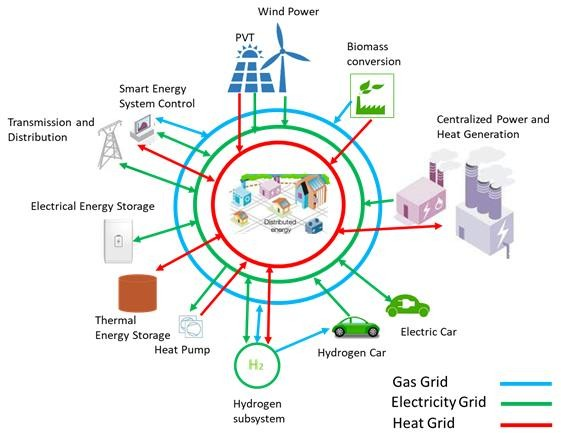 Wind Power
PVT
Biomass
conversion
Smart Energy
System Control
Transmission and
Distribution
Centralized Power and
Heat Generation
Electrical Energy Storage
Distributed
energy
Thermal
Energy Storage
Heat Pump
Electric Car
Hydrogen Car
H2
Hydrogen
subsystem
Gas Grid
Electricity Grid
Heat Grid